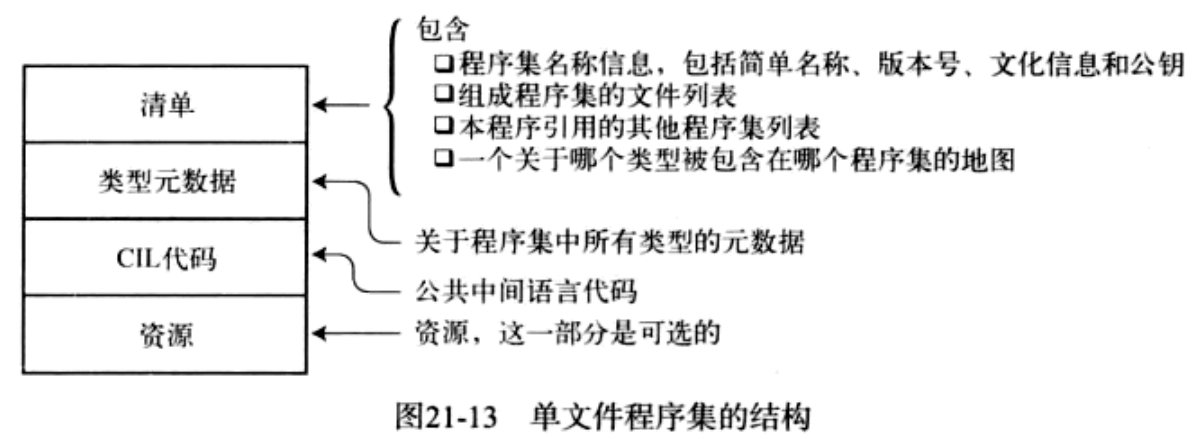 包含
❑程序集名称信息，包括简单名称、版本号、文化信息和公钥
❑组成程序集的文件列表
❑本程序引用的其他程序集列表
❑一个关于哪个类型被包含在哪个程序集的地图
清单
类型元数据
关于程序集中所有类型的元数据
CIL代码
公共中间语言代码
资源
资源，这一部分是可选的
图21-13 单文件程序集的结构